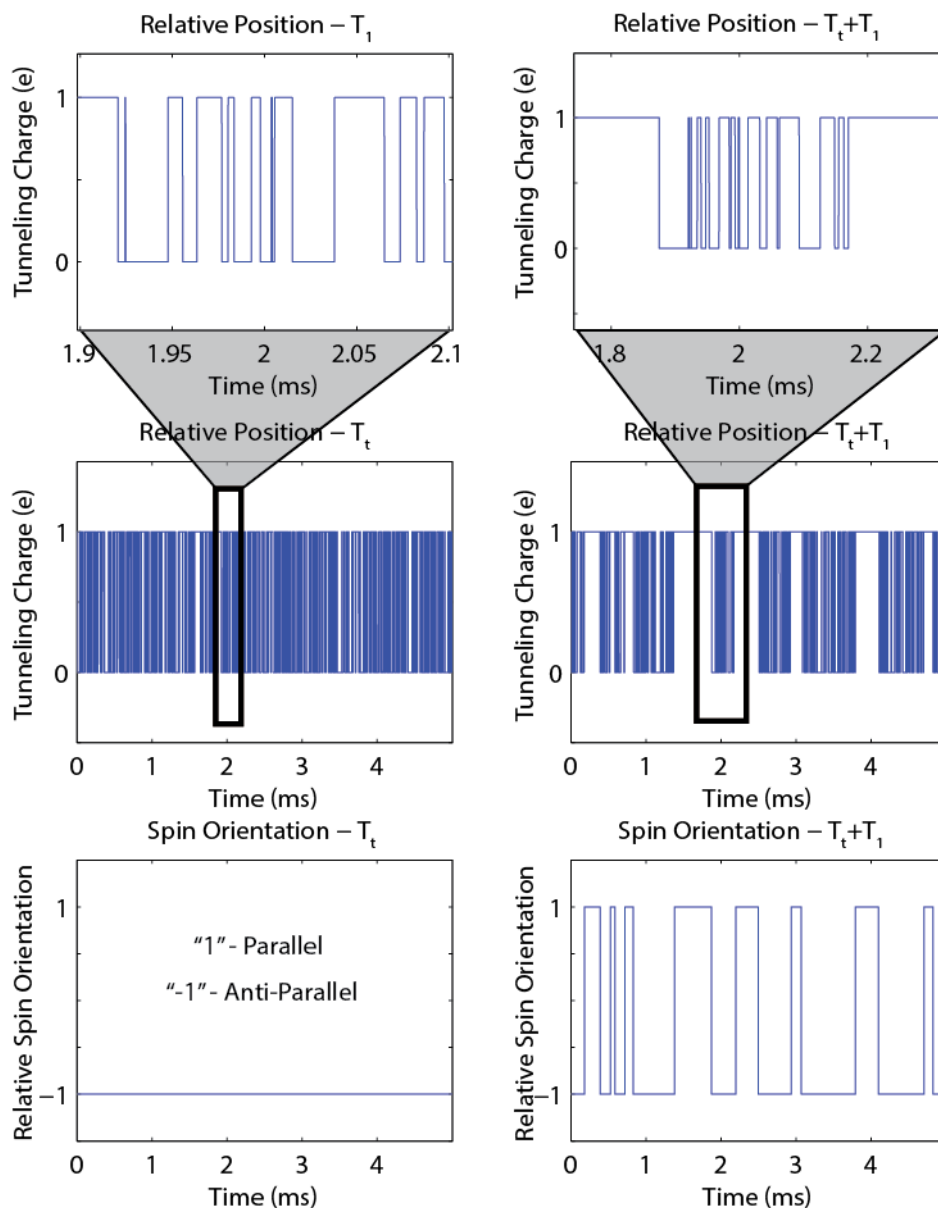 Relative Position – T₁
Tunneling Charge (e)
1
0
1.9 1.95 2 2.05 2.1
Time (ms)
Relative Position – Tₜ+T₁
Tunneling Charge (e)
1
0
1.8 2 2.2
Time (ms)
Relative Position – Tₜ
Tunneling Charge (e)
1
0
0 1 2 3 4
Time (ms)
Relative Position – Tₜ+T₁
Tunneling Charge (e)
1
0
0 1 2 3 4
Time (ms)
Spin Orientation – Tₜ
Relative Spin Orientation
1
“1”- Parallel
“-1”- Anti-Parallel
−1
0 1 2 3 4
Time (ms)
Spin Orientation – Tₜ+T₁
Relative Spin Orientation
1
−1
0 1 2 3 4
Time (ms)